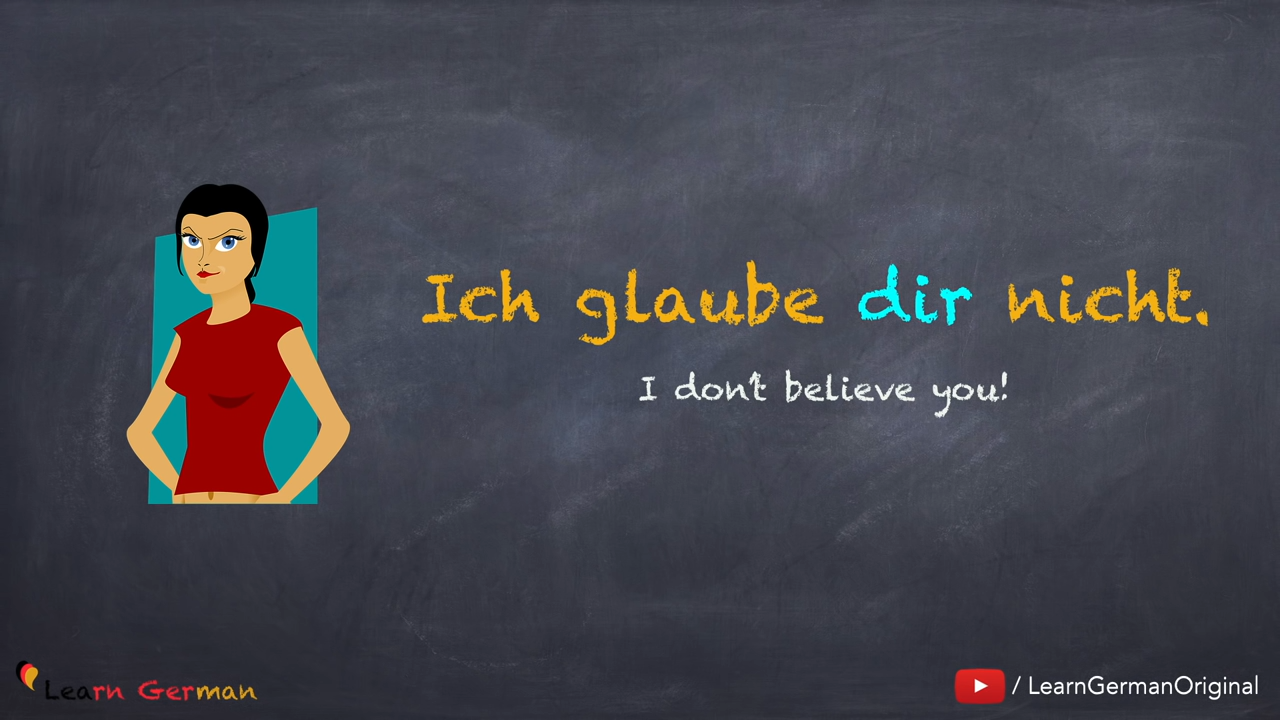 Ich glaube dir nicht.
I don't believe you!
Learn German
/ LearnGermanOriginal